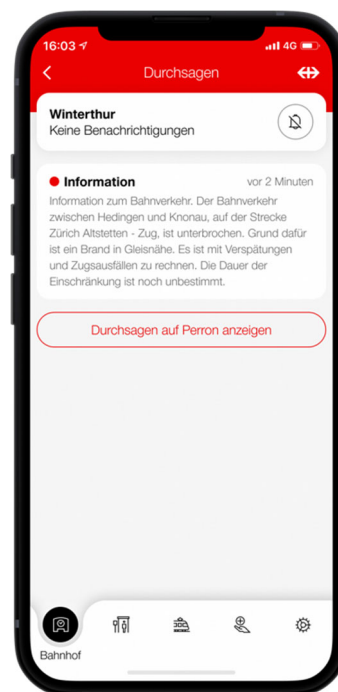 16:03
4G
Durchsagen
Winterthur
Keine Benachrichtigungen
Information
vor 2 Minuten
Information zum Bahnverkehr. Der Bahnverkehr
zwischen Hedingen und Knonau, auf der Strecke
Zürich Altstetten - Zug, ist unterbrochen. Grund dafür
ist ein Brand in Gleisnähe. Es ist mit Verspätungen
und Zugsausfällen zu rechnen. Die Dauer der
Einschränkung ist noch unbestimmt.
Durchsagen auf Perron anzeigen
Bahnhof